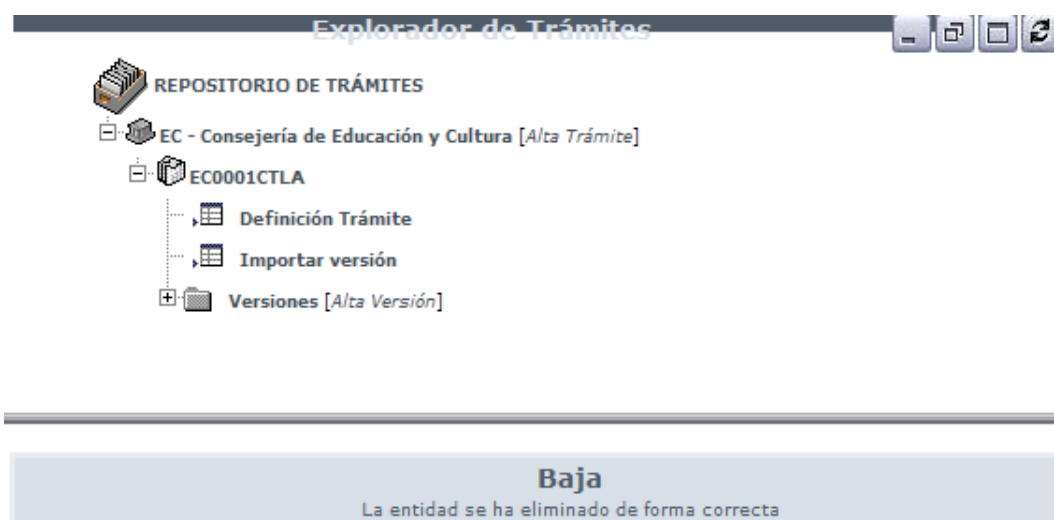 Explorador de Trámites
REPOSITORIO DE TRÁMITES
EC - Consejería de Educación y Cultura [Alta Trámite]
EC0001CTLA
Definición Trámite
Importar versión
Versiones [Alta Versión]
Baja
La entidad se ha eliminado de forma correcta